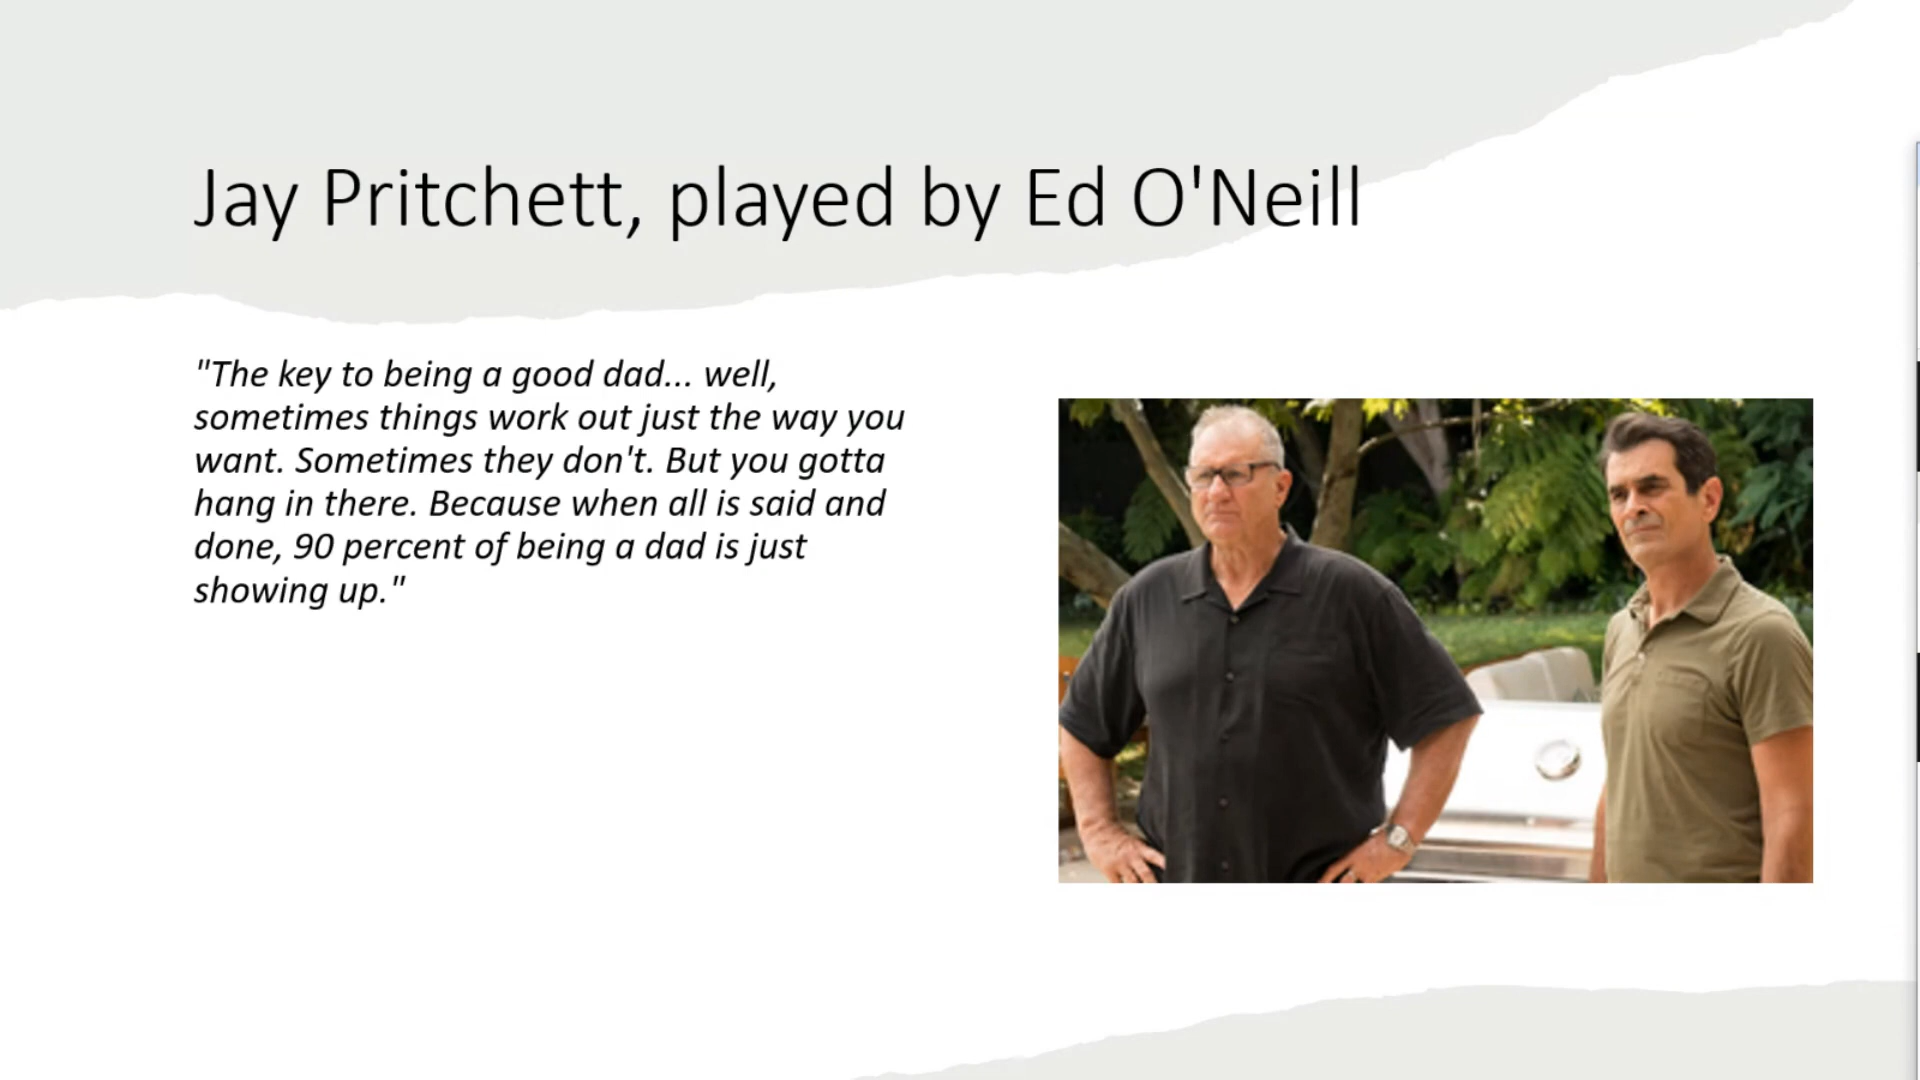 Jay Pritchett, played by Ed O'Neill
"The key to being a good dad... well,
sometimes things work out just the way you
want. Sometimes they don't. But you gotta
hang in there. Because when all is said and
done, 90 percent of being a dad is just
showing up."